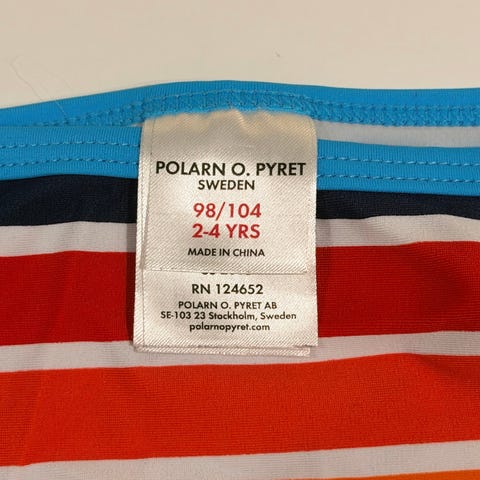 POLARN O. PYRET
SWEDEN
98/104
2-4 YRS
MADE IN CHINA
RN 124652
POLARN O. PYRET AB
SE-103 23 Stockholm, Sweden
polarnopyret.com